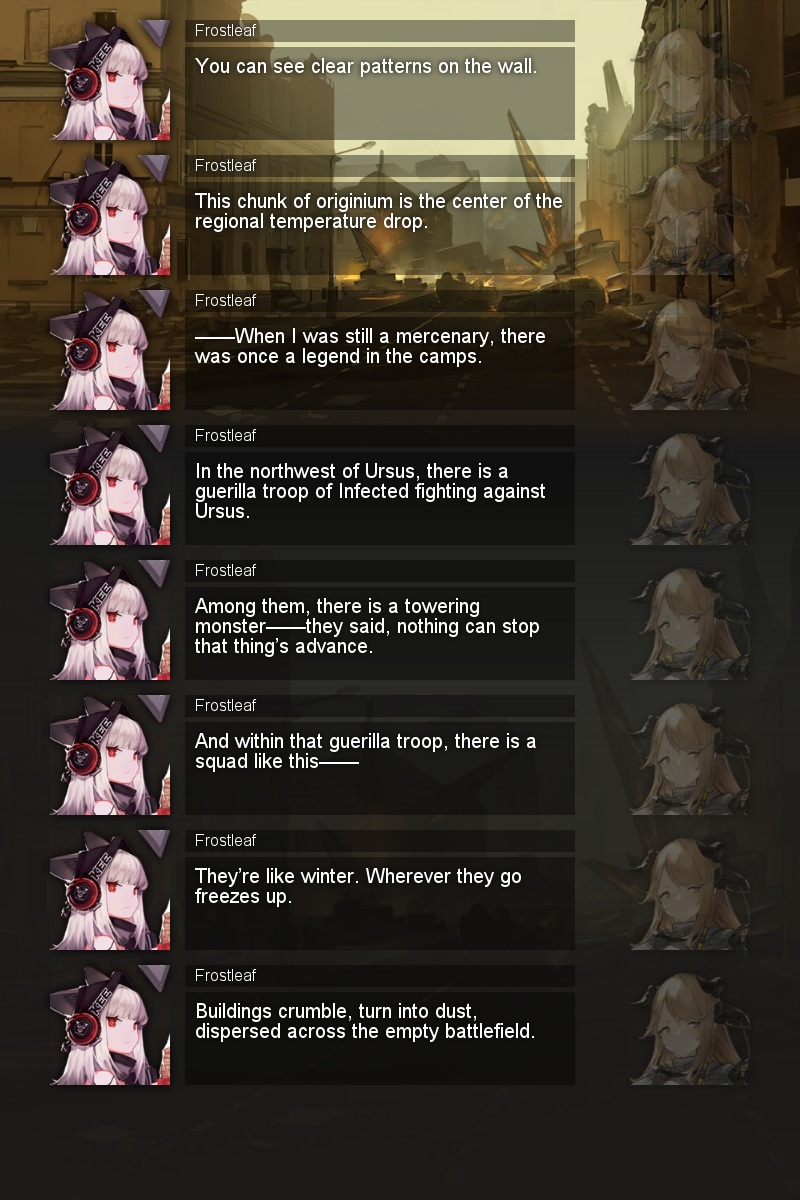 Frostleaf
You can see clear patterns on the wall.
Frostleaf
This chunk of originium is the center of the
regional temperature drop.
Frostleaf
——When I was still a mercenary, there
was once a legend in the camps.
Frostleaf
In the northwest of Ursus, there is a
guerilla troop of Infected fighting against
Ursus.
Frostleaf
Among them, there is a towering
monster——they said, nothing can stop
that thing’s advance.
Frostleaf
And within that guerilla troop, there is a
squad like this——
Frostleaf
They’re like winter. Wherever they go
freezes up.
Frostleaf
Buildings crumble, turn into dust,
dispersed across the empty battlefield.